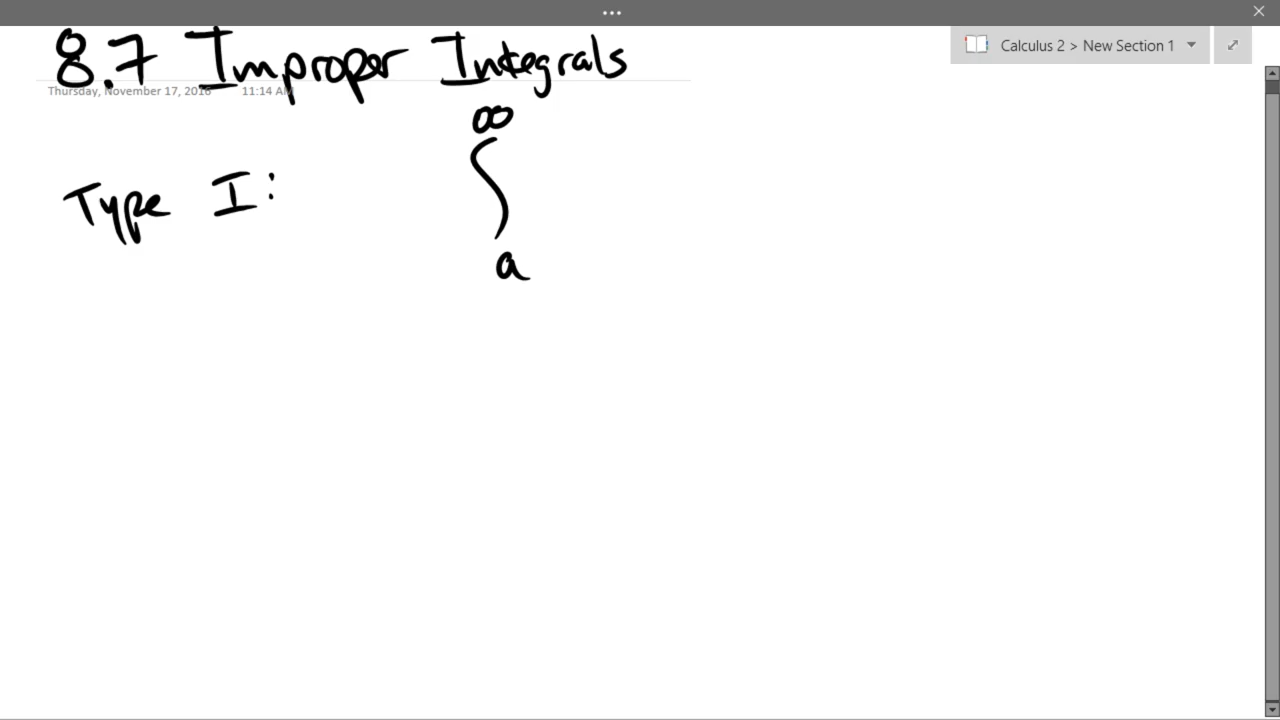 Calculus 2 > New Section 1
8.7 Improper Integrals
Thursday, November 17, 2016 11:14 AM
Type I: ∫
∞
a